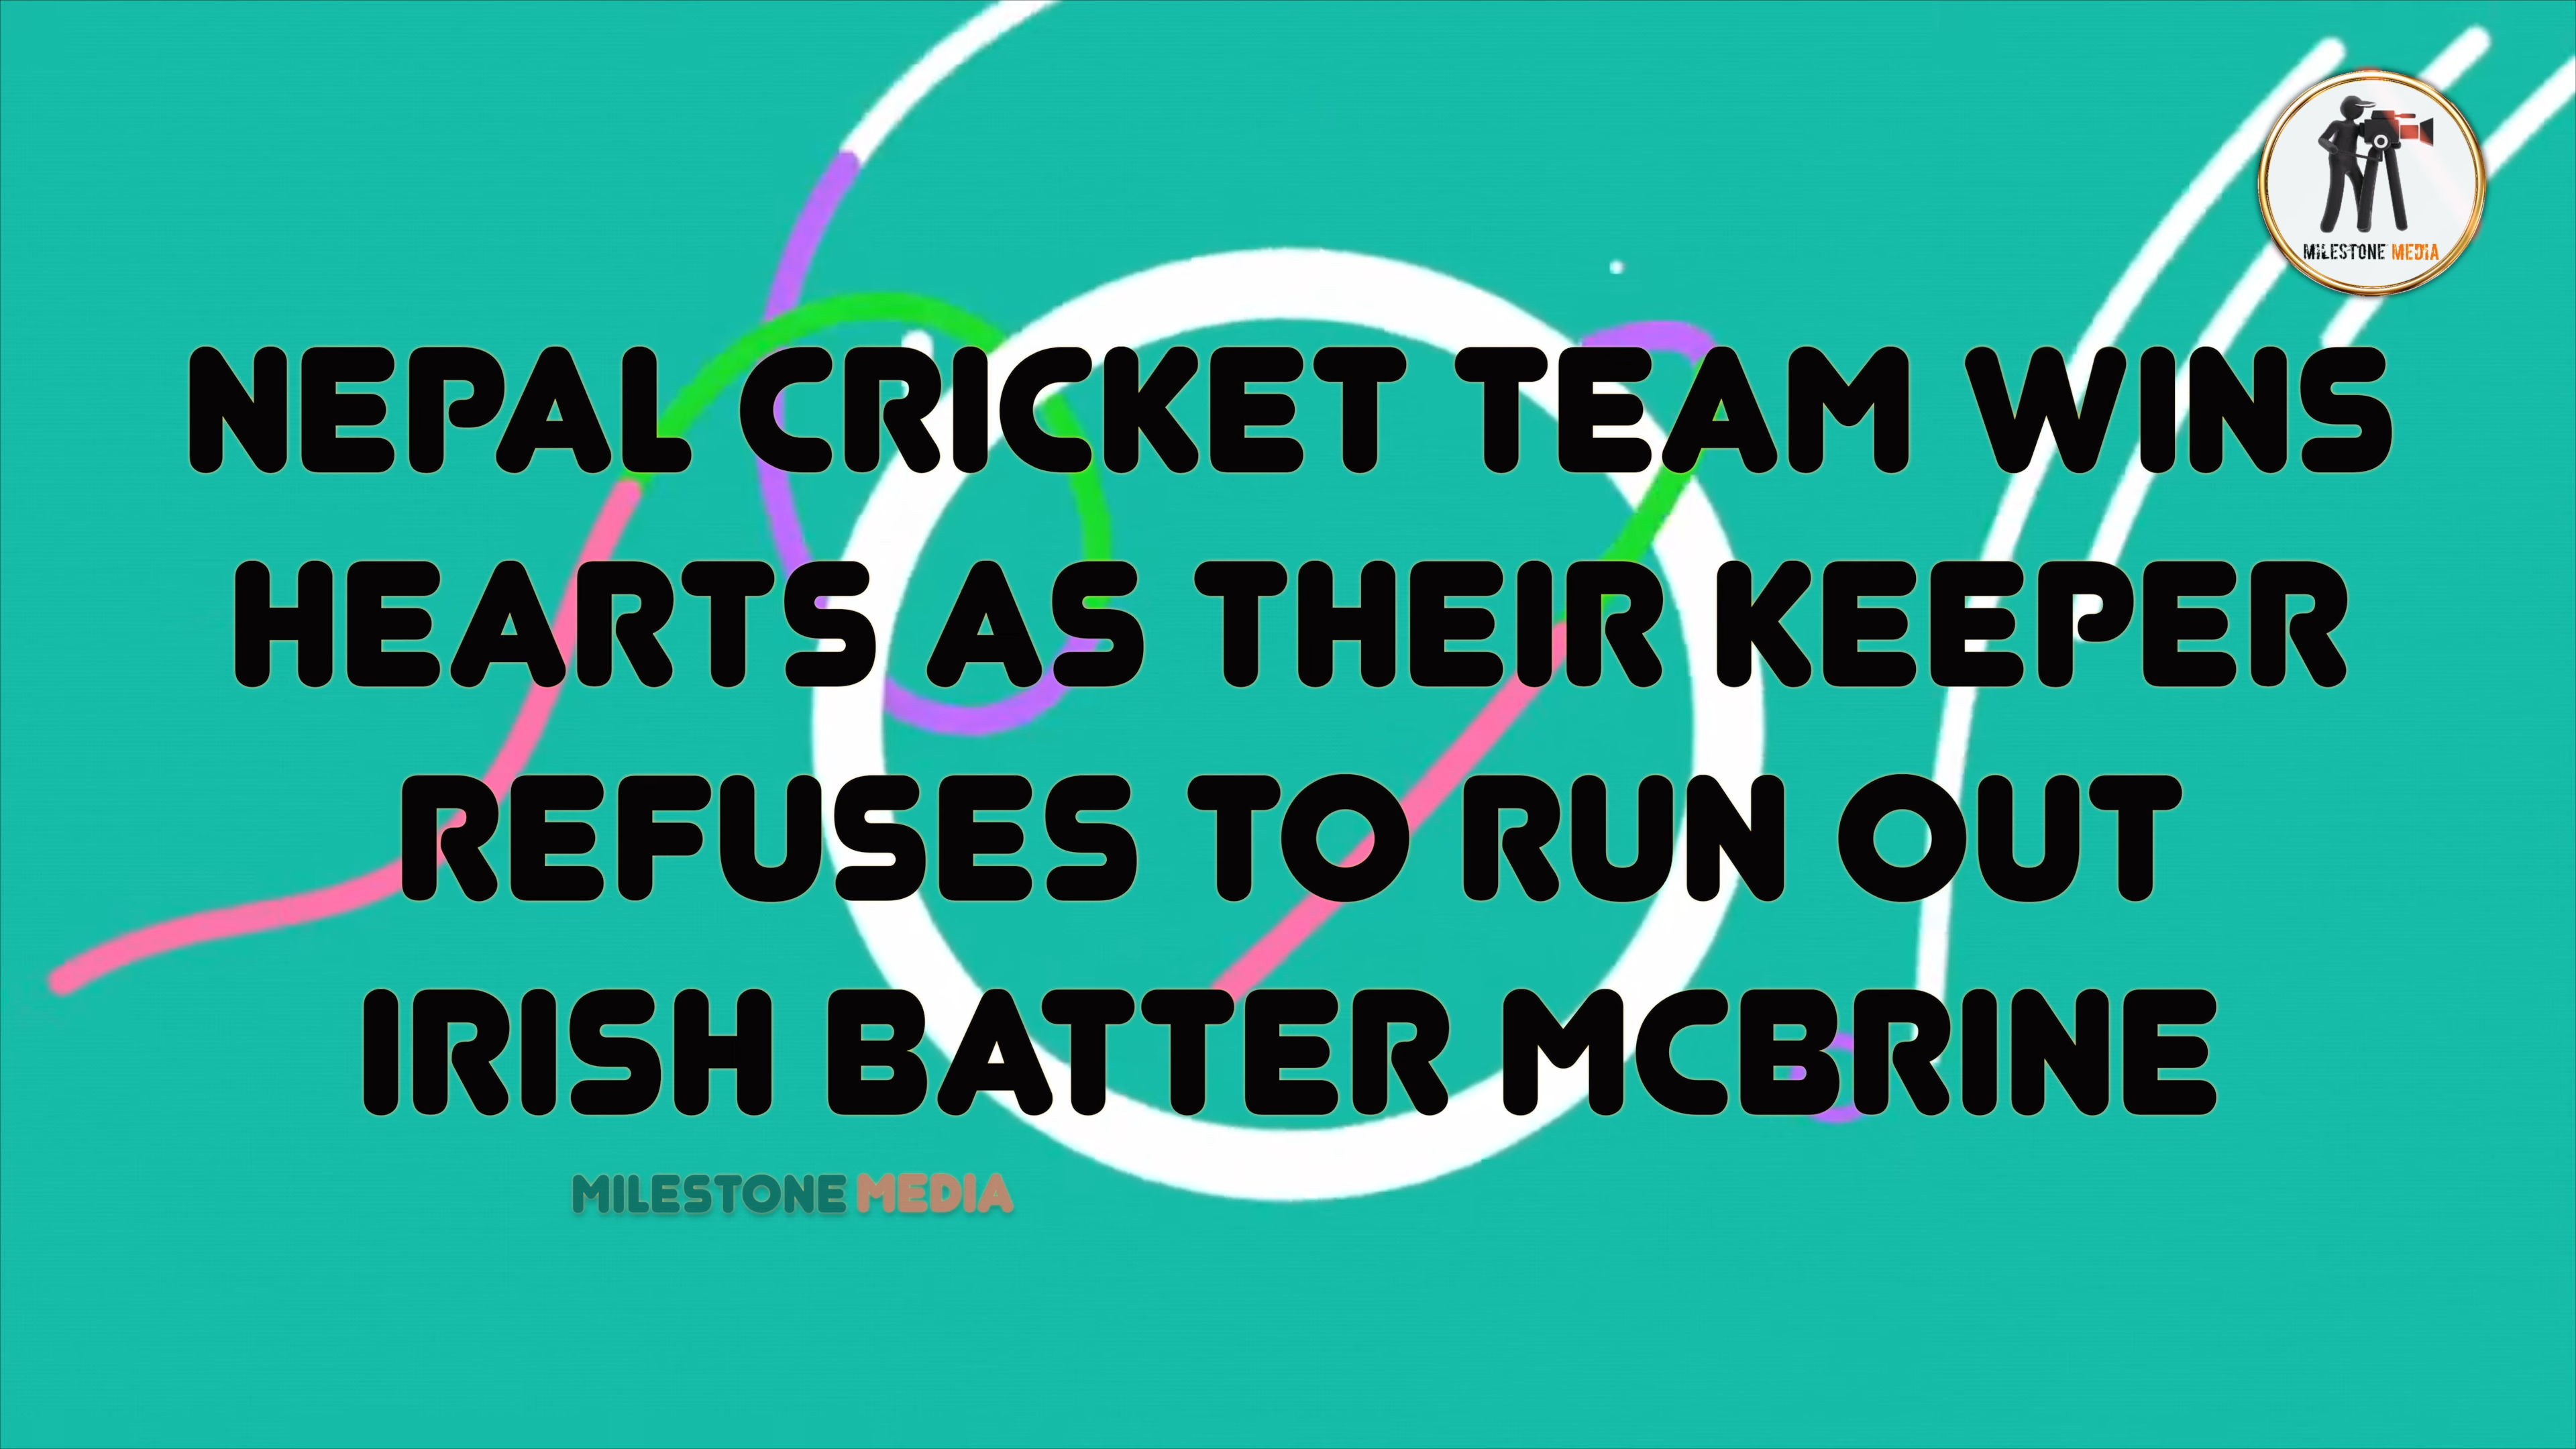 MILESTONE MEDIA
NEPAL CRICKET TEAM WINS
HEARTS AS THEIR KEEPER
REFUSES TO RUN OUT
IRISH BATTER MCBRINE
MILESTONE MEDIA